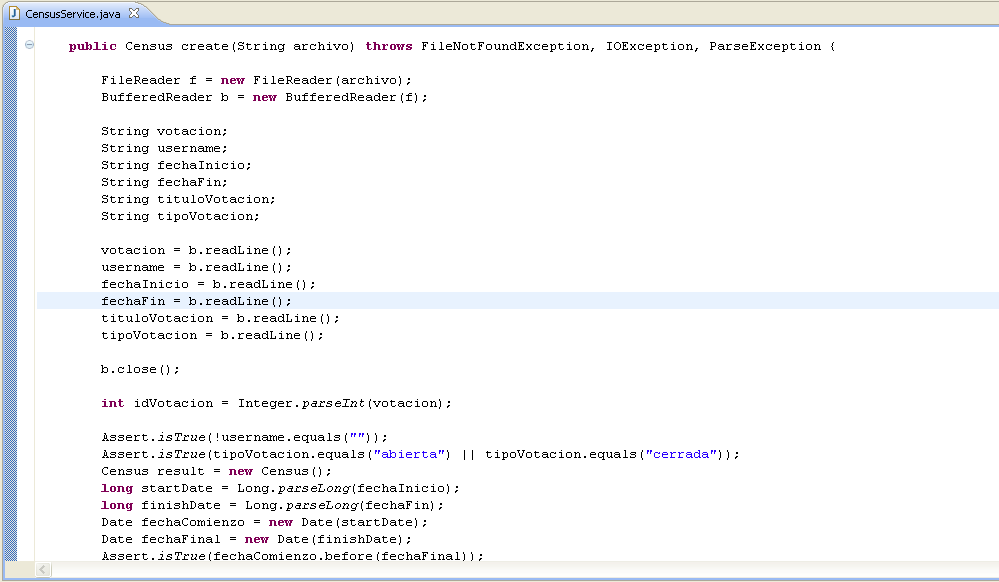 CensusService.java
public Census create(String archivo) throws FileNotFoundException, IOException, ParseException {
FileReader f = new FileReader(archivo);
BufferedReader b = new BufferedReader(f);
String votacion;
String username;
String fechaInicio;
String fechaFin;
String tituloVotacion;
String tipoVotacion;
votacion = b.readLine();
username = b.readLine();
fechaInicio = b.readLine();
fechaFin = b.readLine();
tituloVotacion = b.readLine();
tipoVotacion = b.readLine();
b.close();
int idVotacion = Integer.parseInt(votacion);
Assert.isTrue(!username.equals(""));
Assert.isTrue(tipoVotacion.equals("abierta") || tipoVotacion.equals("cerrada"));
Census result = new Census();
long startDate = Long.parseLong(fechaInicio);
long finishDate = Long.parseLong(fechaFin);
Date fechaComienzo = new Date(startDate);
Date fechaFinal = new Date(finishDate);
Assert.isTrue(fechaComienzo.before(fechaFinal));